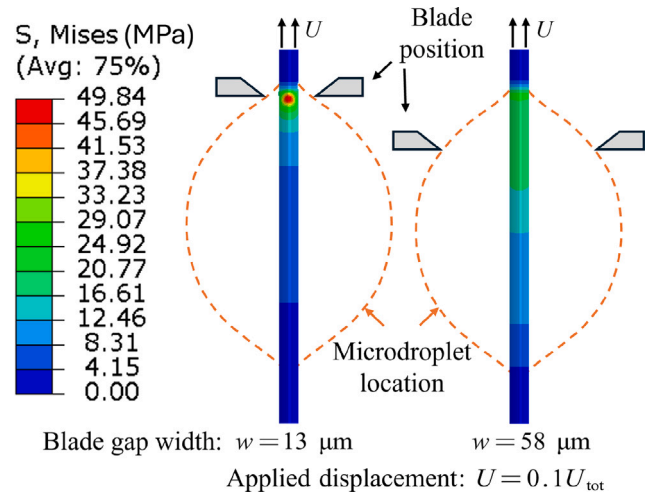 S, Mises (MPa)
(Avg: 75%)
49.84
45.69
41.53
37.38
33.23
29.07
24.92
20.77
16.61
12.46
8.31
4.15
0.00
U
Blade
position
U
Microdroplet
location
Blade gap width: w = 13 μm
w = 58 μm
Applied displacement: U = 0.1U_tot